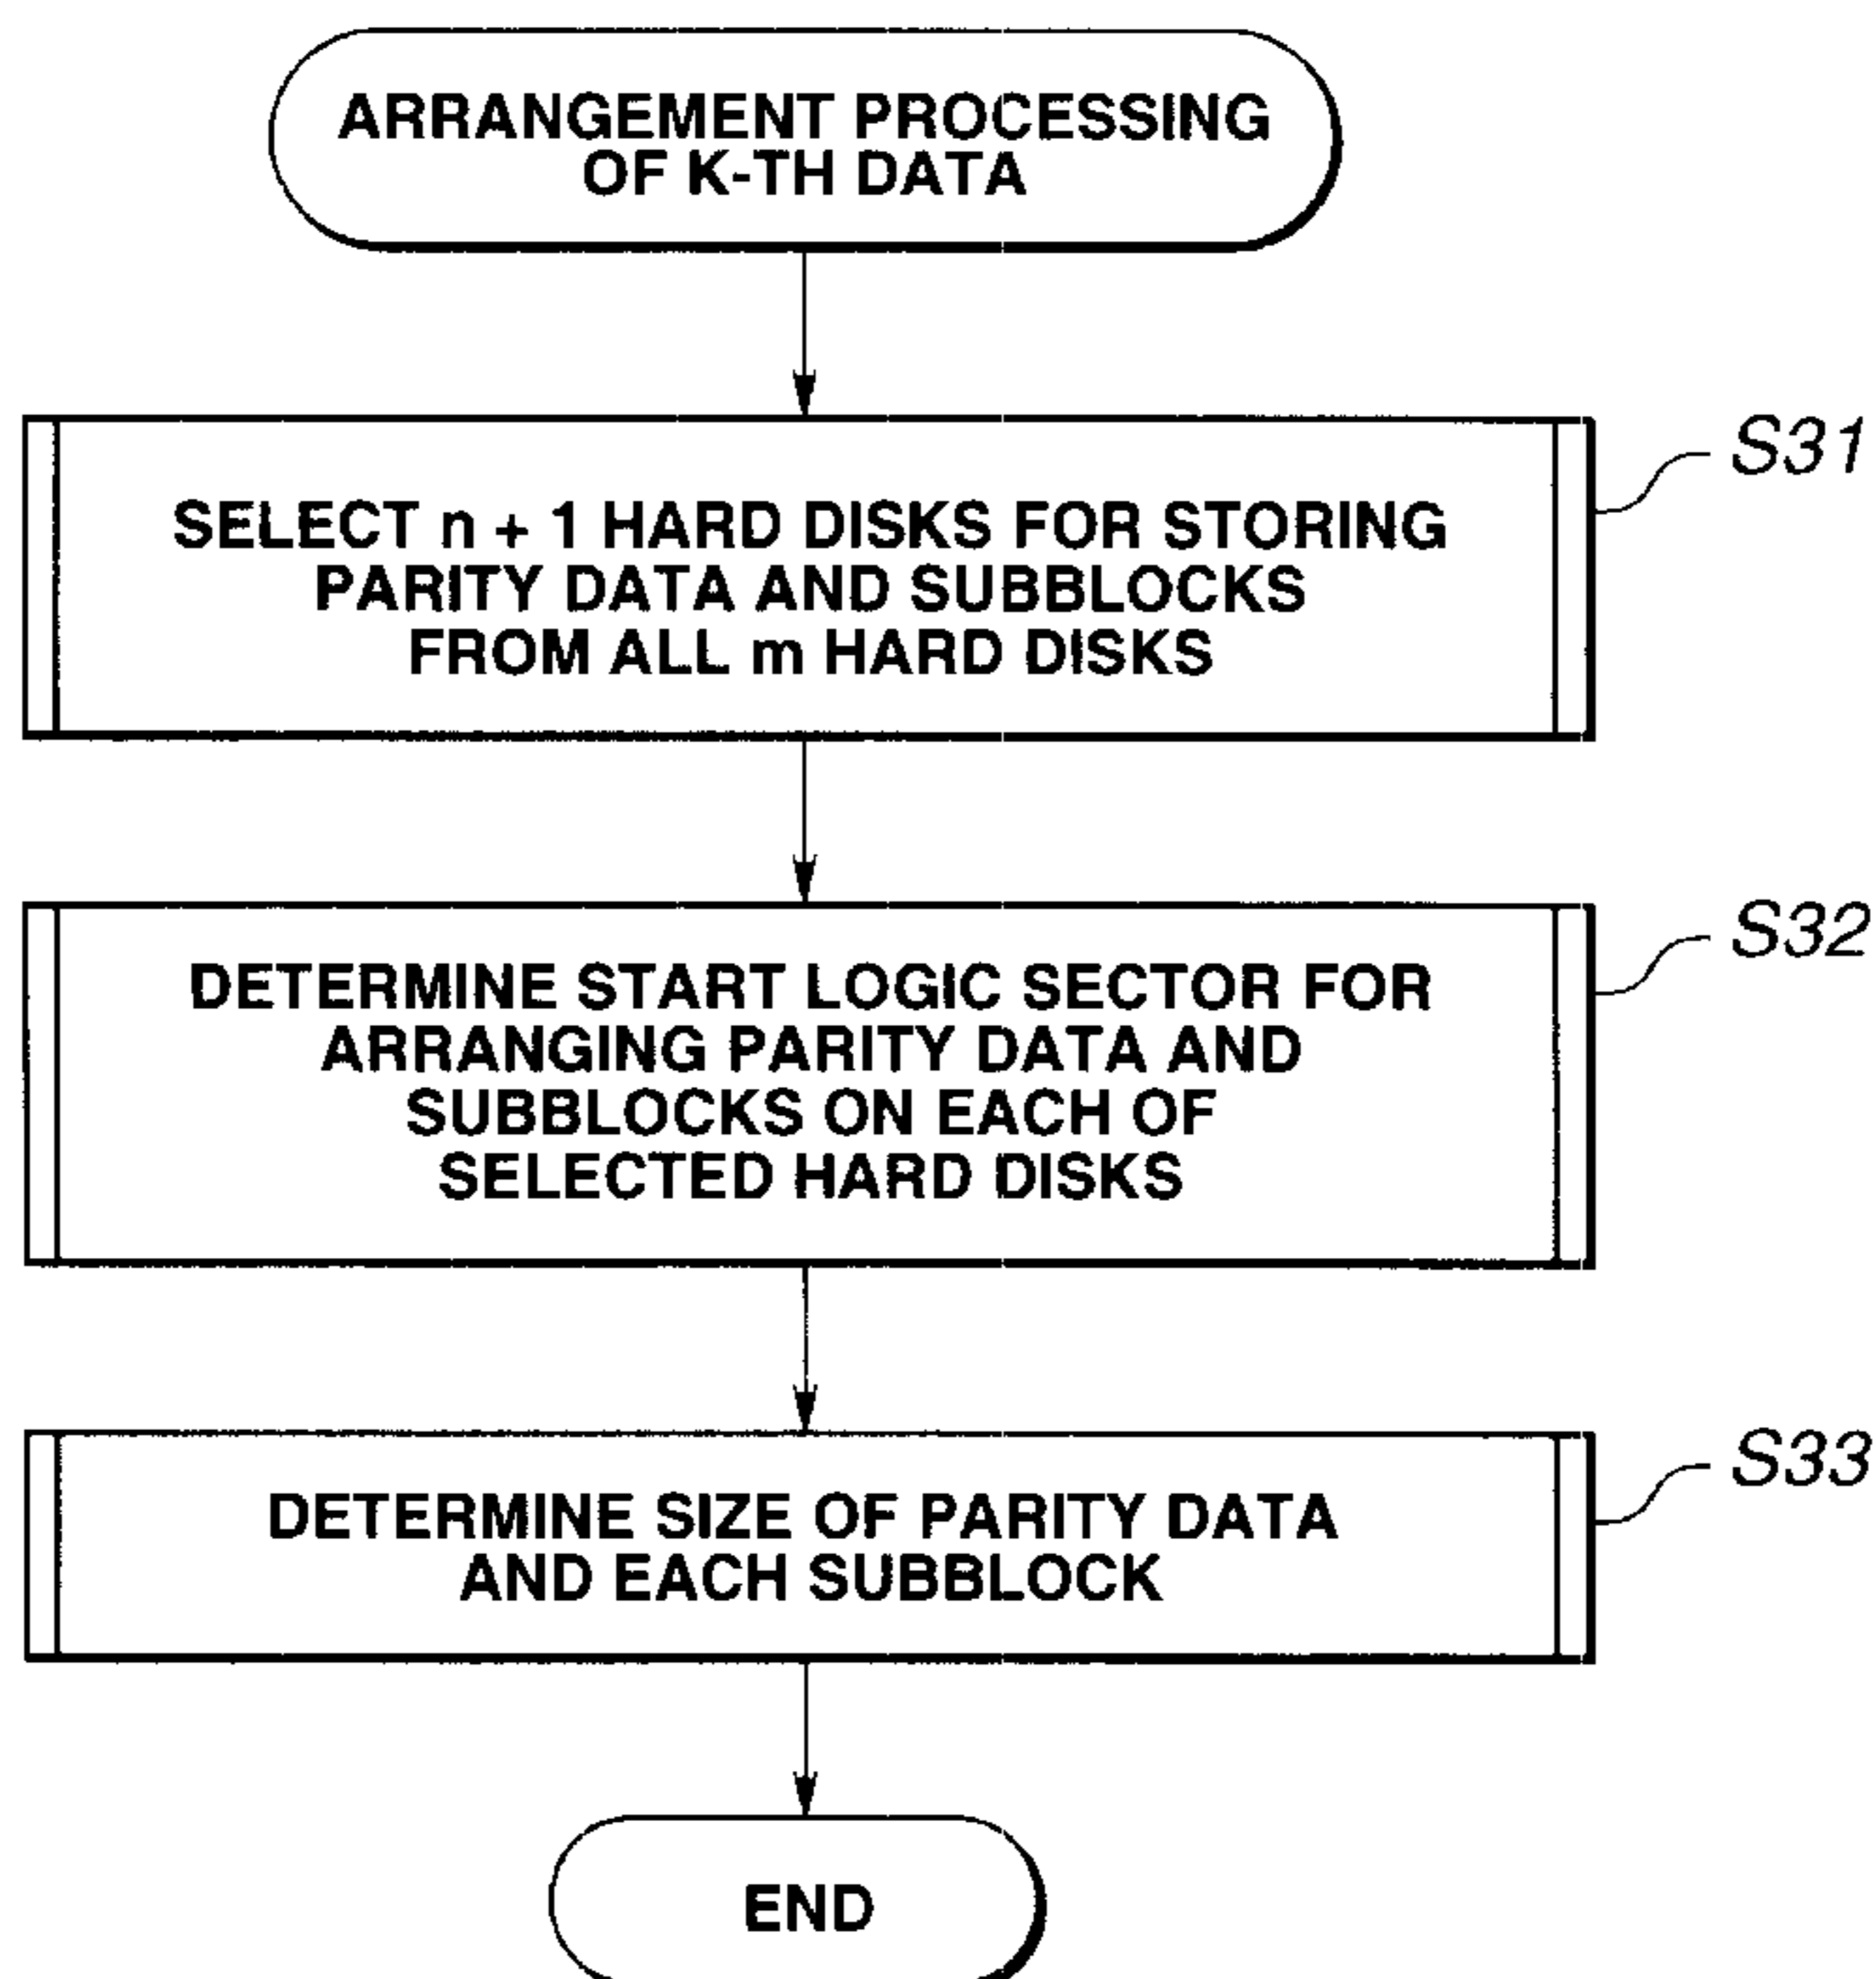 ARRANGEMENT PROCESSING
OF K-TH DATA
S31
SELECT n + 1 HARD DISKS FOR STORING
PARITY DATA AND SUBBLOCKS
FROM ALL m HARD DISKS
S32
DETERMINE START LOGIC SECTOR FOR
ARRANGING PARITY DATA AND
SUBBLOCKS ON EACH OF
SELECTED HARD DISKS
S33
DETERMINE SIZE OF PARITY DATA
AND EACH SUBBLOCK
END